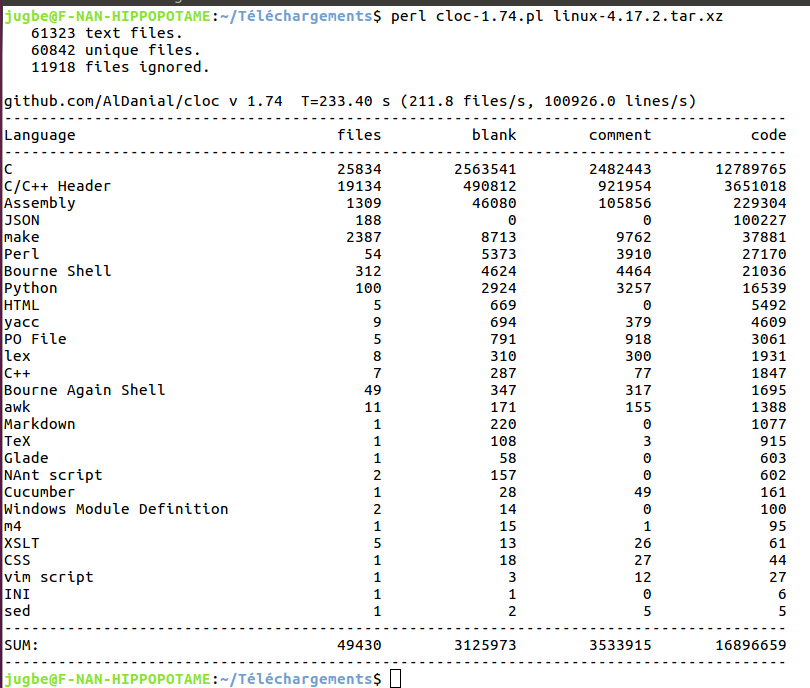 jugbe@F-NAN-HIPPOPOTAME:~/Téléchargements$ perl cloc-1.74.pl linux-4.17.2.tar.xz
   61323 text files.
   60842 unique files.
   11918 files ignored.

github.com/AlDanial/cloc v 1.74  T=233.40 s (211.8 files/s, 100926.0 lines/s)
---------------------------------------------------------------------------------------
Language                             files          blank        comment           code
---------------------------------------------------------------------------------------
C                                    25834        2563541        2482443       12789765
C/C++ Header                         19134         490812         921954        3651018
Assembly                              1309          46080         105856         229304
JSON                                   188              0              0         100227
make                                  2387           8713           9762          37881
Perl                                    54           5373           3910          27170
Bourne Shell                           312           4624           4464          21036
Python                                 100           2924           3257          16539
HTML                                     5            669              0           5492
yacc                                     9            694            379           4609
PO File                                  5            791            918           3061
lex                                      8            310            300           1931
C++                                      7            287             77           1847
Bourne Again Shell                      49            347            317           1695
awk                                     11            171            155           1388
Markdown                                 1            220              0           1077
TeX                                      1            108              3            915
Glade                                    1             58              0            603
NAnt script                              2            157              0            602
Cucumber                                 1             28             49            161
Windows Module Definition                2             14              0            100
m4                                       1             15              1             95
XSLT                                     5             13             26             61
CSS                                      1             18             27             44
vim script                               1              3             12             27
INI                                      1              1              0              6
sed                                      1              2              5              5
---------------------------------------------------------------------------------------
SUM:                                 49430        3125973        3533915       16896659
---------------------------------------------------------------------------------------
jugbe@F-NAN-HIPPOPOTAME:~/Téléchargements$